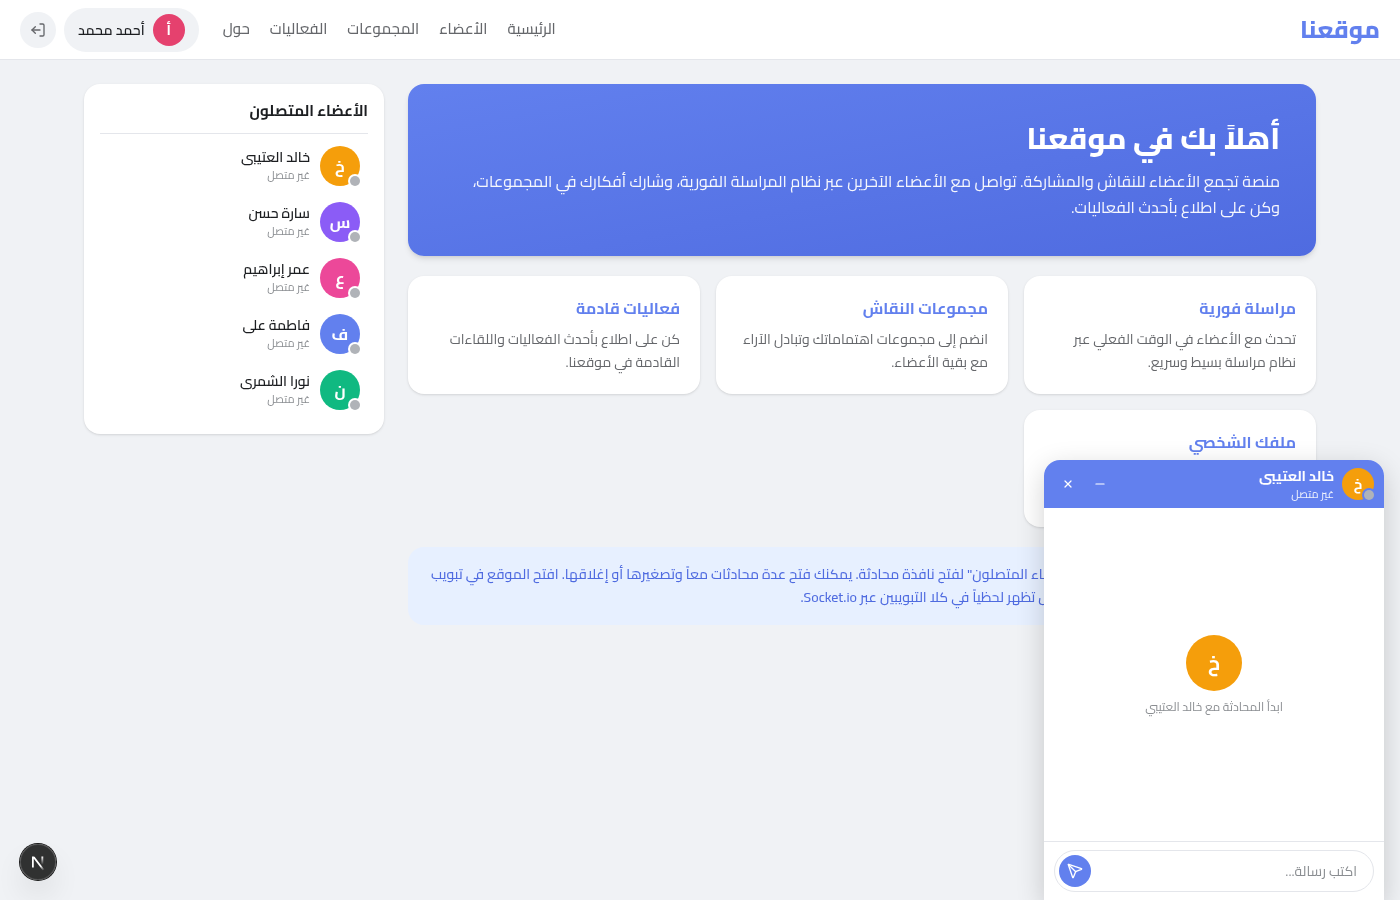 موقعنا
الرئيسية
الأعضاء
المجموعات
الفعاليات
حول
أ
أحمد محمد
أهلاً بك في موقعنا
منصة تجمع الأعضاء للنقاش والمشاركة. تواصل مع الأعضاء الآخرين عبر نظام المراسلة الفورية، وشارك أفكارك في المجموعات،
وكن على اطلاع بأحدث الفعاليات.
مراسلة فورية
تحدث مع الأعضاء في الوقت الفعلي عبر
نظام مراسلة بسيط وسريع.
مجموعات النقاش
انضم إلى مجموعات اهتماماتك وتبادل الآراء
مع بقية الأعضاء.
فعاليات قادمة
كن على اطلاع بأحدث الفعاليات واللقاءات
القادمة في موقعنا.
ملفك الشخصي
المتصلون" لفتح نافذة محادثة. يمكنك فتح عدة محادثات معاً وتصغيرها أو إغلاقها. افتح الموقع في تبويب
تظهر لحظياً في كلا التبويبين عبر Socket.io.
الأعضاء المتصلون
خ
خالد العتيبى
غير متصل
س
سارة حسن
غير متصل
ع
عمر إبراهيم
غير متصل
ف
فاطمة على
غير متصل
ن
نورا الشمرى
غير متصل
خ
خالد العتيبى
غير متصل
خ
ابدأ المحادثة مع خالد العتيبي
اكتب رسالة...
N